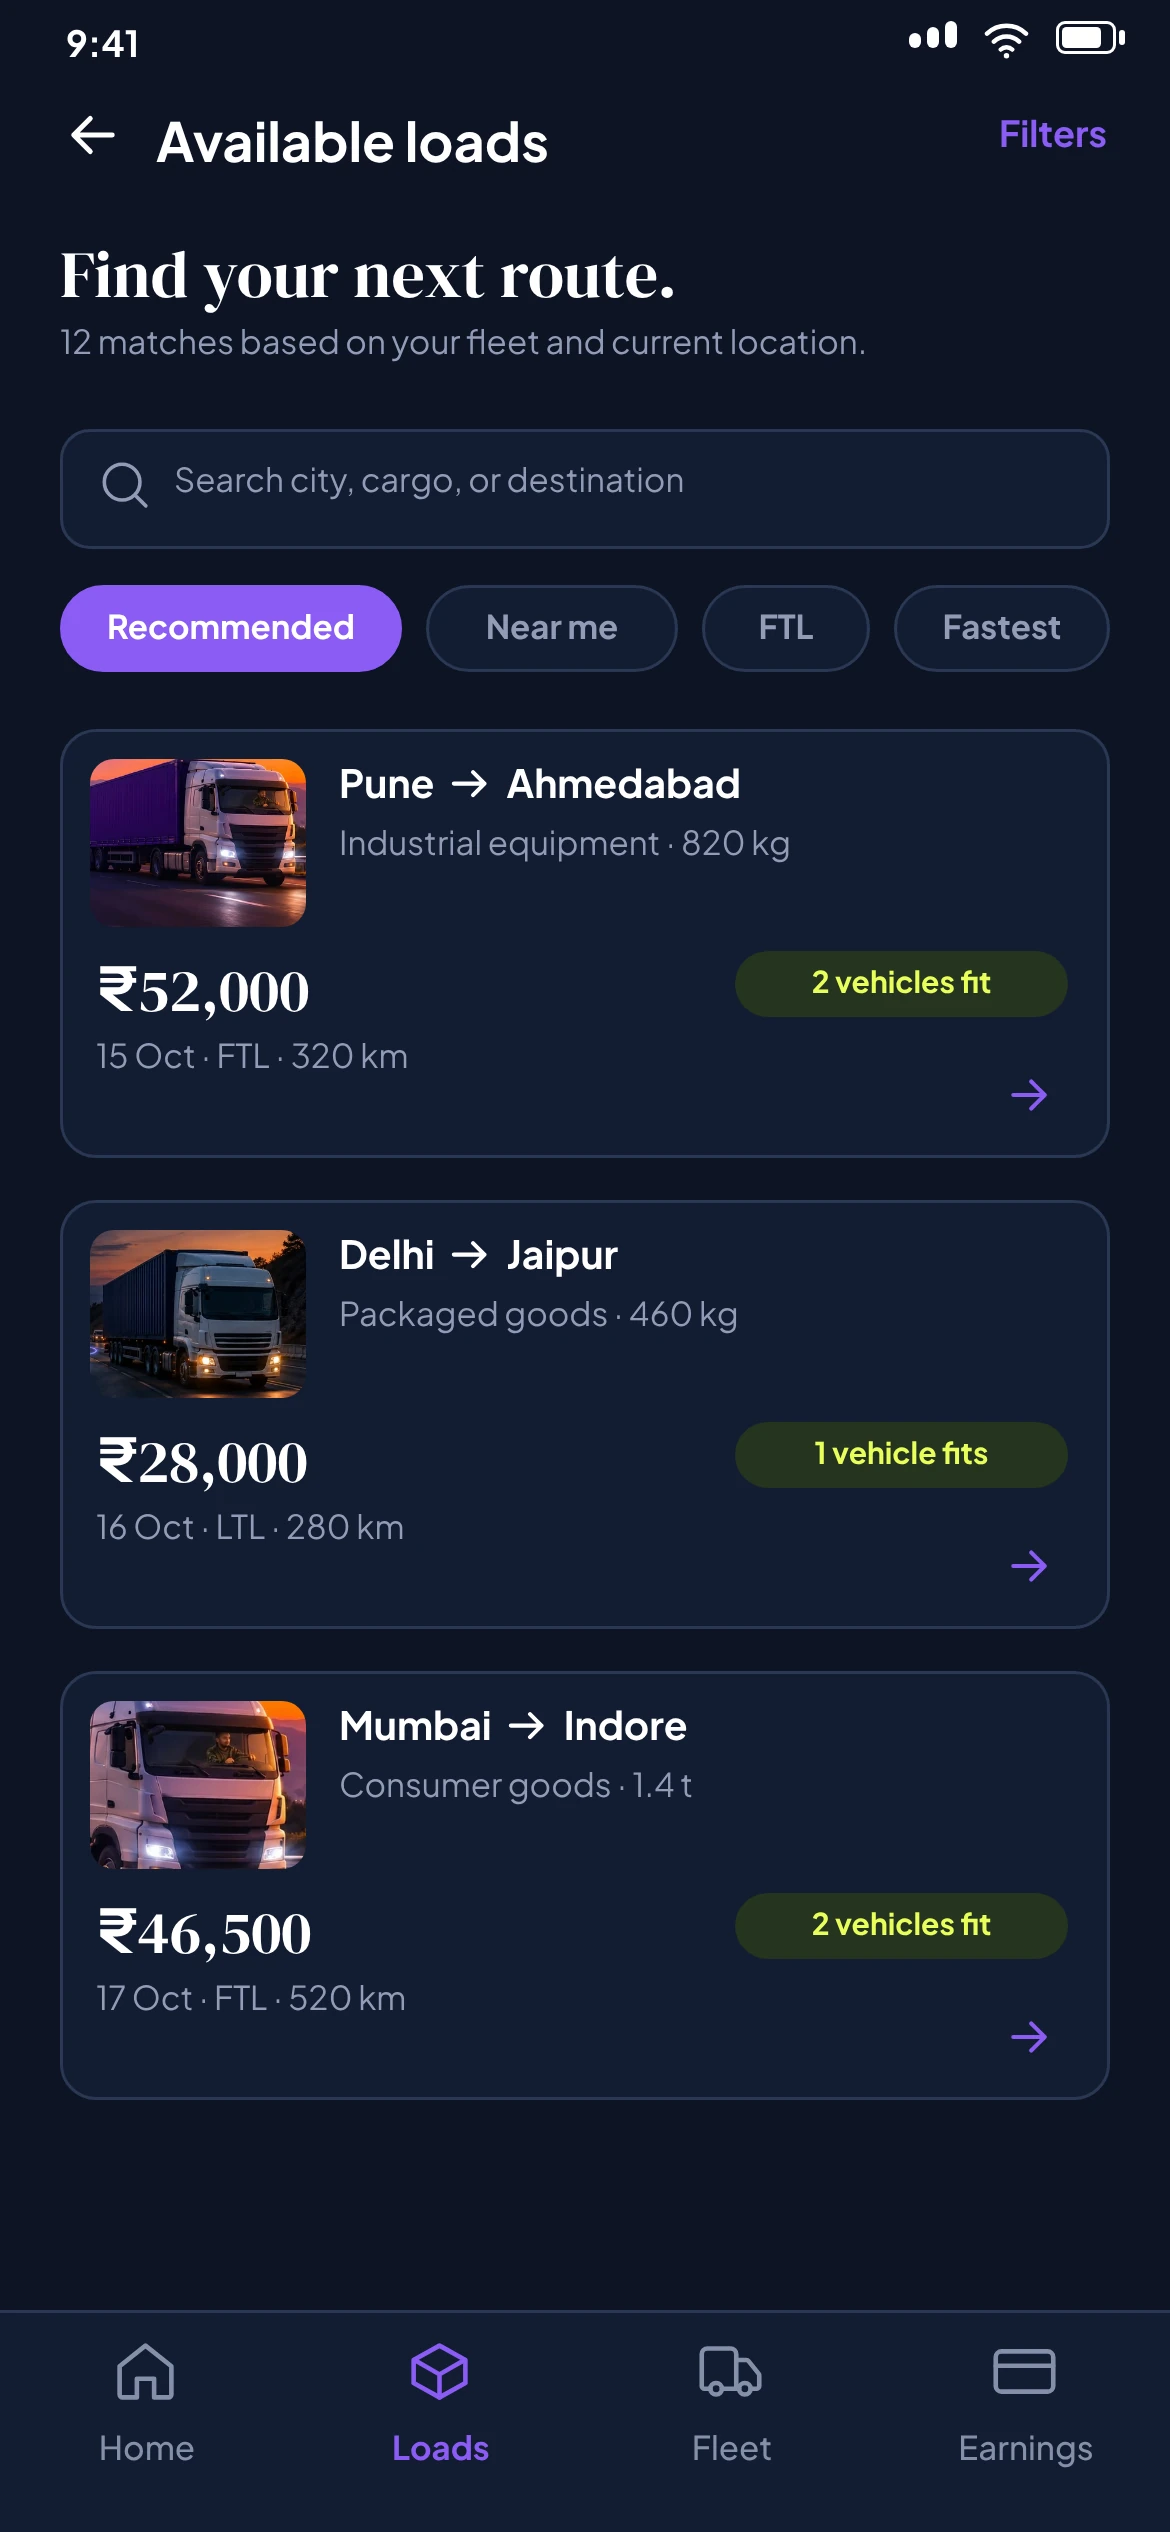 9:41
Available loads
Filters
Find your next route.
12 matches based on your fleet and current location.
Search city, cargo, or destination
Recommended
Near me
FTL
Fastest
Pune → Ahmedabad
Industrial equipment · 820 kg
₹52,000
2 vehicles fit
15 Oct · FTL · 320 km
Delhi → Jaipur
Packaged goods · 460 kg
₹28,000
1 vehicle fits
16 Oct · LTL · 280 km
Mumbai → Indore
Consumer goods · 1.4 t
₹46,500
2 vehicles fit
17 Oct · FTL · 520 km
Home
Loads
Fleet
Earnings